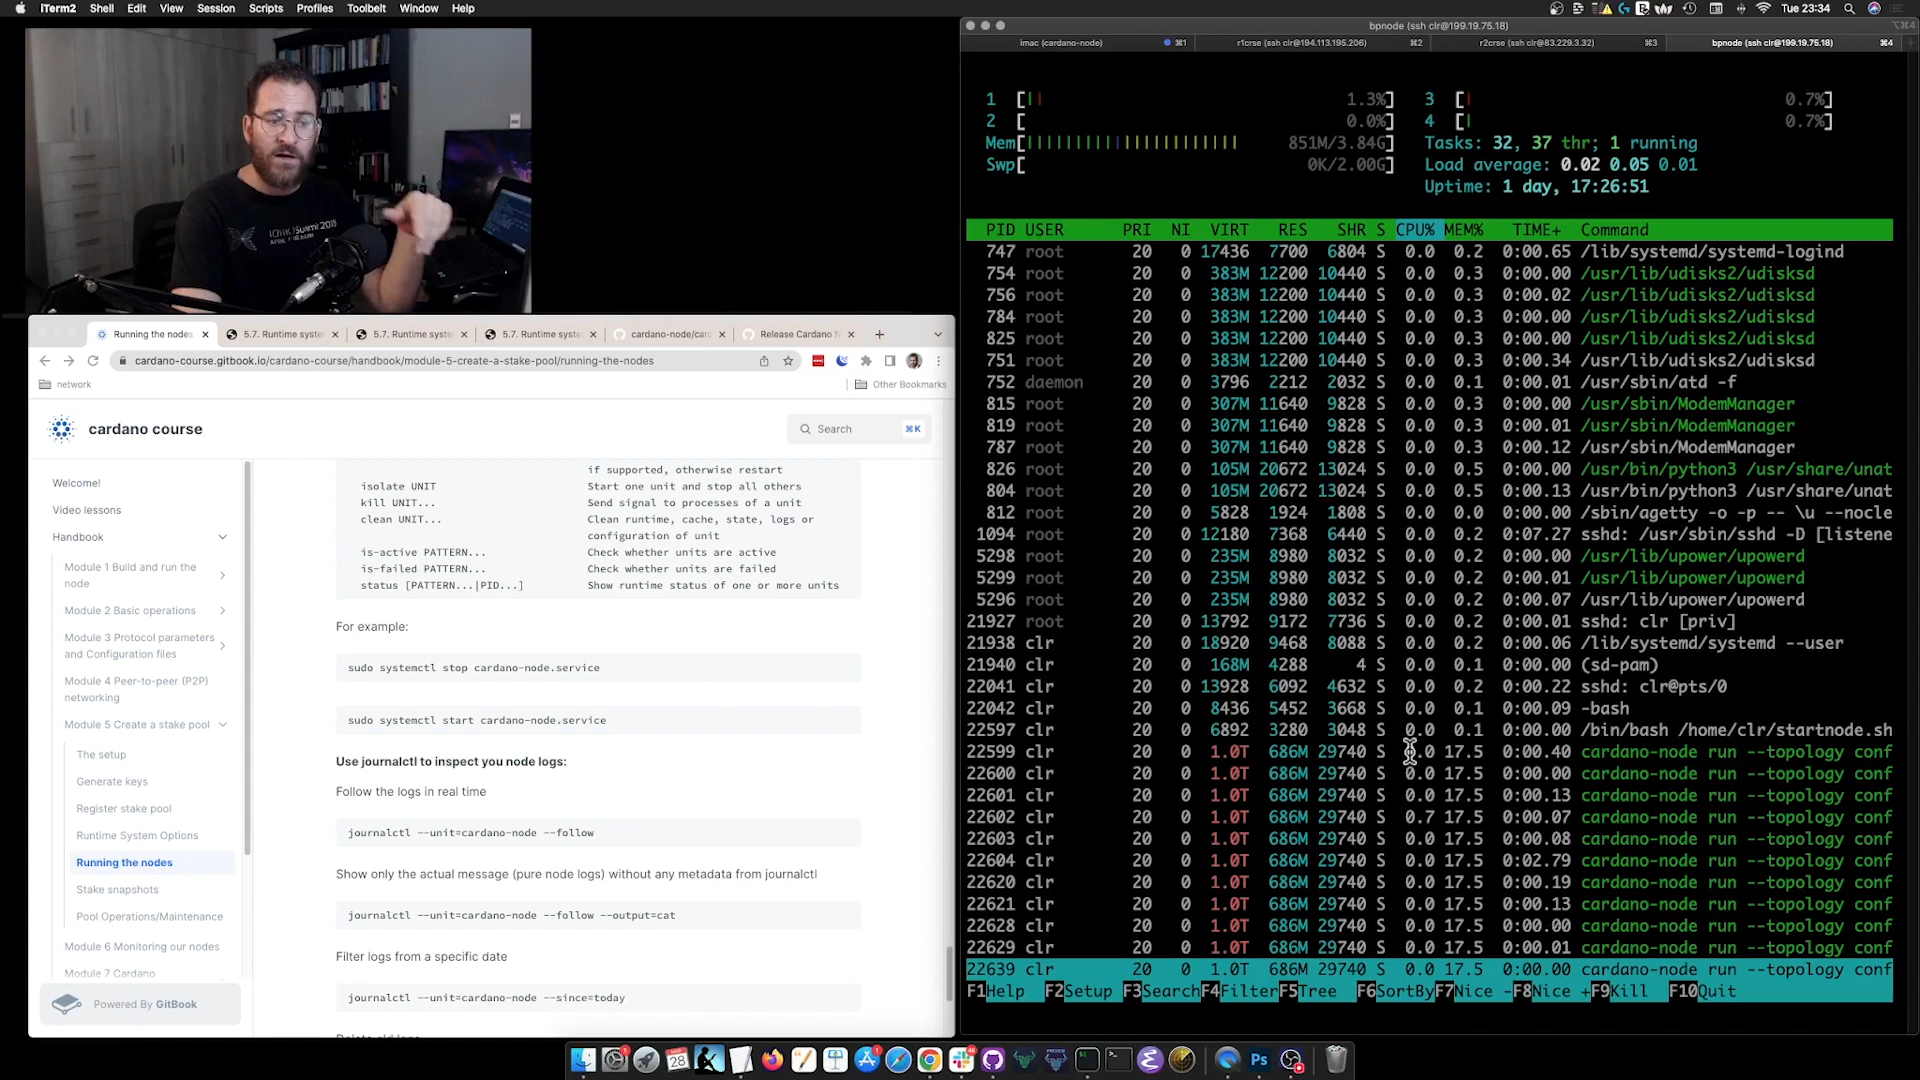 iTerm2 Shell Edit View Session Scripts Profiles Toolbelt Window Help
Tue 23:34
IOHK Summit 2019
bpnode (ssh clr@199.19.75.18)
⌥⌘4
imac (cardano-node) ⌘1 r1crse (ssh clr@194.113.195.206) ⌘2 r2crse (ssh clr@83.229.3.32) ⌘3 bpnode (ssh clr@199.19.75.18) ⌘4
1 [|| 1.3%] 3 [| 0.7%]
2 [ 0.0%] 4 [| 0.7%]
Mem[||||||||||||||||||||||||| 851M/3.84G] Tasks: 32, 37 thr; 1 running
Swp[ 0K/2.00G] Load average: 0.02 0.05 0.01
Uptime: 1 day, 17:26:51
PID USER PRI NI VIRT RES SHR S CPU% MEM% TIME+ Command
747 root 20 0 17436 7700 6804 S 0.0 0.2 0:00.65 /lib/systemd/systemd-logind
754 root 20 0 383M 12200 10440 S 0.0 0.3 0:00.00 /usr/lib/udisks2/udisksd
756 root 20 0 383M 12200 10440 S 0.0 0.3 0:00.02 /usr/lib/udisks2/udisksd
784 root 20 0 383M 12200 10440 S 0.0 0.3 0:00.00 /usr/lib/udisks2/udisksd
825 root 20 0 383M 12200 10440 S 0.0 0.3 0:00.00 /usr/lib/udisks2/udisksd
751 root 20 0 383M 12200 10440 S 0.0 0.3 0:00.34 /usr/lib/udisks2/udisksd
752 daemon 20 0 3796 2212 2032 S 0.0 0.1 0:00.01 /usr/sbin/atd -f
815 root 20 0 307M 11640 9828 S 0.0 0.3 0:00.00 /usr/sbin/ModemManager
819 root 20 0 307M 11640 9828 S 0.0 0.3 0:00.01 /usr/sbin/ModemManager
787 root 20 0 307M 11640 9828 S 0.0 0.3 0:00.12 /usr/sbin/ModemManager
826 root 20 0 105M 20672 13024 S 0.0 0.5 0:00.00 /usr/bin/python3 /usr/share/unat
804 root 20 0 105M 20672 13024 S 0.0 0.5 0:00.13 /usr/bin/python3 /usr/share/unat
812 root 20 0 5828 1924 1808 S 0.0 0.0 0:00.00 /sbin/agetty -o -p -- \u --nocle
1094 root 20 0 12180 7368 6440 S 0.0 0.2 0:07.27 sshd: /usr/sbin/sshd -D [listene
5298 root 20 0 235M 8980 8032 S 0.0 0.2 0:00.00 /usr/lib/upower/upowerd
5299 root 20 0 235M 8980 8032 S 0.0 0.2 0:00.01 /usr/lib/upower/upowerd
5296 root 20 0 235M 8980 8032 S 0.0 0.2 0:00.07 /usr/lib/upower/upowerd
21927 root 20 0 13792 9172 7736 S 0.0 0.2 0:00.01 sshd: clr [priv]
21938 clr 20 0 18920 9468 8088 S 0.0 0.2 0:00.06 /lib/systemd/systemd --user
21940 clr 20 0 168M 4288 4 S 0.0 0.1 0:00.00 (sd-pam)
22041 clr 20 0 13928 6092 4632 S 0.0 0.2 0:00.22 sshd: clr@pts/0
22042 clr 20 0 8436 5452 3668 S 0.0 0.1 0:00.09 -bash
22597 clr 20 0 6892 3280 3048 S 0.0 0.1 0:00.00 /bin/bash /home/clr/startnode.sh
22599 clr 20 0 1.0T 686M 29740 S 0.0 17.5 0:00.40 cardano-node run --topology conf
22600 clr 20 0 1.0T 686M 29740 S 0.0 17.5 0:00.00 cardano-node run --topology conf
22601 clr 20 0 1.0T 686M 29740 S 0.0 17.5 0:00.13 cardano-node run --topology conf
22602 clr 20 0 1.0T 686M 29740 S 0.7 17.5 0:00.07 cardano-node run --topology conf
22603 clr 20 0 1.0T 686M 29740 S 0.0 17.5 0:00.08 cardano-node run --topology conf
22604 clr 20 0 1.0T 686M 29740 S 0.0 17.5 0:02.79 cardano-node run --topology conf
22620 clr 20 0 1.0T 686M 29740 S 0.0 17.5 0:00.19 cardano-node run --topology conf
22621 clr 20 0 1.0T 686M 29740 S 0.0 17.5 0:00.13 cardano-node run --topology conf
22628 clr 20 0 1.0T 686M 29740 S 0.0 17.5 0:00.00 cardano-node run --topology conf
22629 clr 20 0 1.0T 686M 29740 S 0.0 17.5 0:00.01 cardano-node run --topology conf
22639 clr 20 0 1.0T 686M 29740 S 0.0 17.5 0:00.00 cardano-node run --topology conf
F1Help F2Setup F3SearchF4FilterF5Tree F6SortByF7Nice -F8Nice +F9Kill F10Quit
Running the nodes 5.7. Runtime syste 5.7. Runtime syste 5.7. Runtime syste cardano-node/carc Release Cardano N
cardano-course.gitbook.io/cardano-course/handbook/module-5-create-a-stake-pool/running-the-nodes
network
Other Bookmarks
cardano course
Search ⌘K
Welcome!
Video lessons
Handbook
Module 1 Build and run the
node
Module 2 Basic operations
Module 3 Protocol parameters
and Configuration files
Module 4 Peer-to-peer (P2P)
networking
Module 5 Create a stake pool
The setup
Generate keys
Register stake pool
Runtime System Options
Running the nodes
Stake snapshots
Pool Operations/Maintenance
Module 6 Monitoring our nodes
Module 7 Cardano
Powered By GitBook
if supported, otherwise restart
isolate UNIT Start one unit and stop all others
kill UNIT... Send signal to processes of a unit
clean UNIT... Clean runtime, cache, state, logs or
configuration of unit
is-active PATTERN... Check whether units are active
is-failed PATTERN... Check whether units are failed
status [PATTERN...|PID...] Show runtime status of one or more units
For example:
sudo systemctl stop cardano-node.service
sudo systemctl start cardano-node.service
Use journalctl to inspect you node logs:
Follow the logs in real time
journalctl --unit=cardano-node --follow
Show only the actual message (pure node logs) without any metadata from journalctl
journalctl --unit=cardano-node --follow --output=cat
Filter logs from a specific date
journalctl --unit=cardano-node --since=today